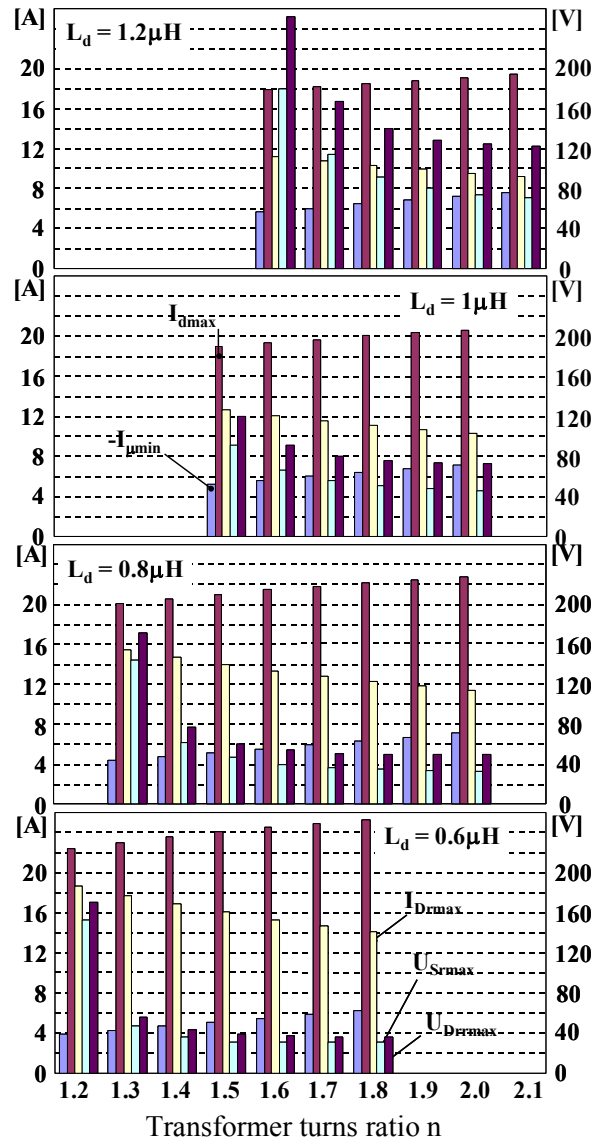 [A] [V]
L_d = 1.2μH
20 200
16 160
12 120
8 80
4 40
0 0
[A] [V]
L_d = 1μH
I_dmax
20 200
16 160
12 120
-I_μmin
8 80
4 40
0 0
[A] [V]
L_d = 0.8μH
20 200
16 160
12 120
8 80
4 40
0 0
[A] [V]
L_d = 0.6μH
20 200
I_Drmax
16 160
12 120
U_Srmax
8 80
U_Drrmax
4 40
0 0
1.2 1.3 1.4 1.5 1.6 1.7 1.8 1.9 2.0 2.1
Transformer turns ratio n